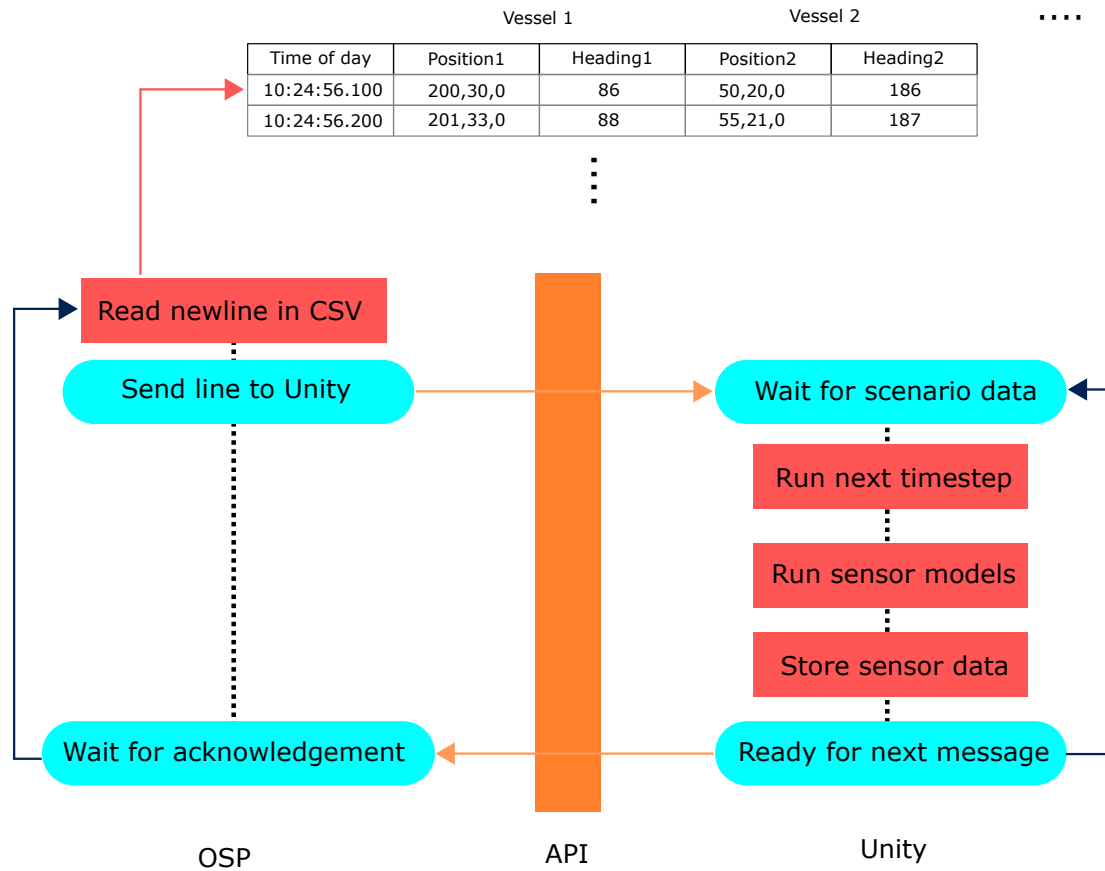 Vessel 1 Vessel 2 ....
Time of day Position1 Heading1 Position2 Heading2
10:24:56.100 200,30,0 86 50,20,0 186
10:24:56.200 201,33,0 88 55,21,0 187
Read newline in CSV
Send line to Unity Wait for scenario data
Run next timestep
Run sensor models
Store sensor data
Wait for acknowledgement Ready for next message
OSP API Unity